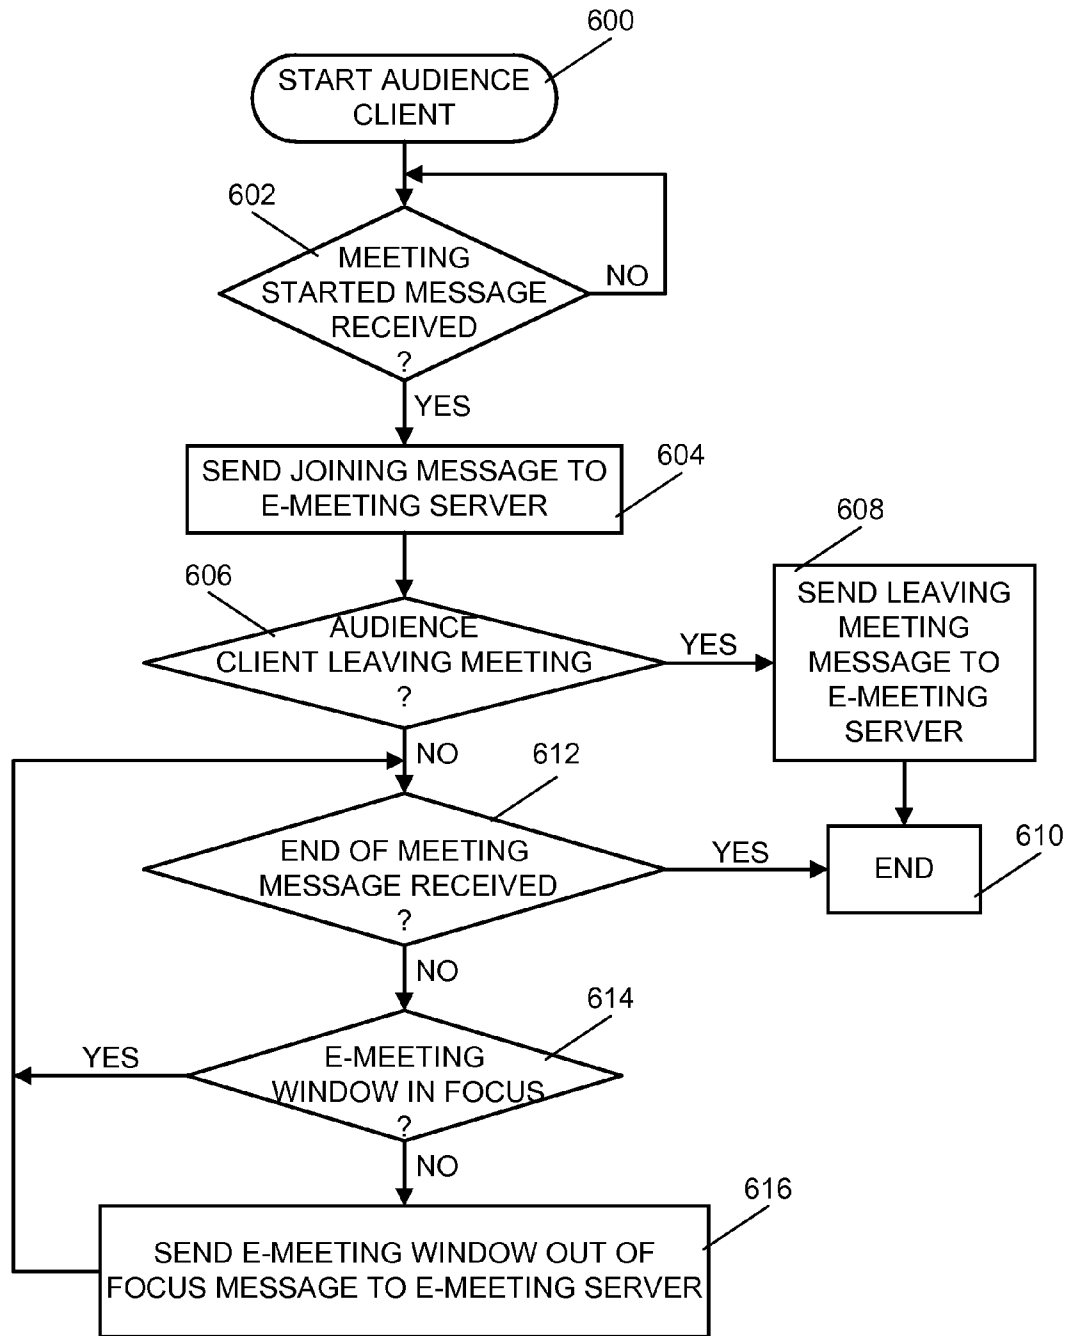 600
START AUDIENCE
CLIENT
602
MEETING
STARTED MESSAGE
RECEIVED
?
NO
YES
SEND JOINING MESSAGE TO
E-MEETING SERVER
604
606
AUDIENCE
CLIENT LEAVING MEETING
?
YES
608
SEND LEAVING
MEETING
MESSAGE TO
E-MEETING
SERVER
NO
612
END OF MEETING
MESSAGE RECEIVED
?
YES
END
610
NO
614
E-MEETING
WINDOW IN FOCUS
?
YES
NO
616
SEND E-MEETING WINDOW OUT OF
FOCUS MESSAGE TO E-MEETING SERVER